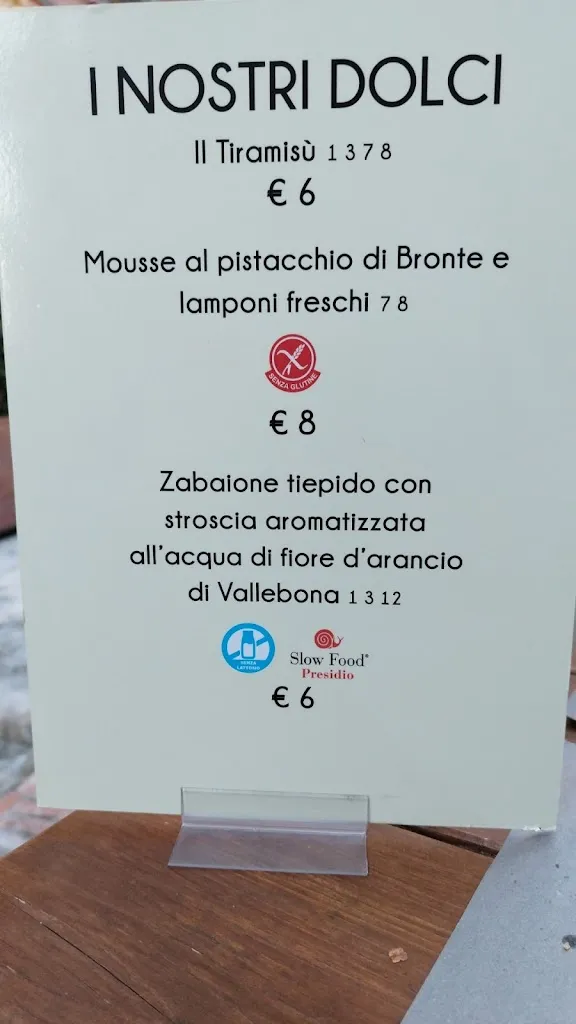 I NOSTRI DOLCI
Il Tiramisù 1 3 7 8
€ 6
Mousse al pistacchio di Bronte e
lamponi freschi 7 8
SENZA GLUTINE
€ 8
Zabaione tiepido con
stroscia aromatizzata
all'acqua di fiore d'arancio
di Vallebona 1 3 12
SENZA
LATTOSIO
Slow Food®
Presidio
€ 6